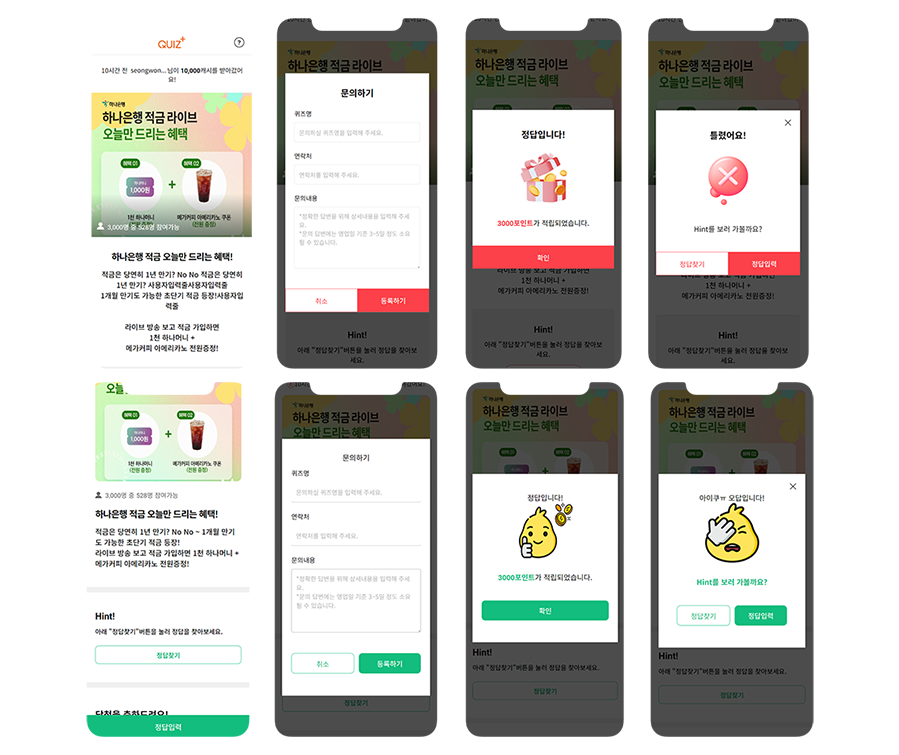 QUIZ+
?
10시간 전 seongwon...님이 10,000캐시를 받아갔어
요!
하나은행
하나은행 적금 라이브
오늘만 드리는 혜택
혜택 01
혜택 02
하나머니
1,000원
+
1천 하나머니
(전원 증정)
메가커피 아메리카노 쿠폰
(전원 증정)
3,000명 중 528명 참여가능
하나은행 적금 오늘만 드리는 혜택!
적금은 당연히 1년 만기? No No 적금은 당연히
1년 만기? 사용자입력줄사용자입력줄
1개월 만기도 가능한 초단기 적금 등장!사용자입
력줄
라이브 방송 보고 적금 가입하면
1천 하나머니 +
메가커피 아메리카노 전원증정!
하나은행
하나은행 적금 라이브
문의하기
퀴즈명
문의하실 퀴즈명을 입력해 주세요.
연락처
연락처를 입력해 주세요.
문의내용
*정확한 답변을 위해 상세내용을 입력해 주세
요.
*문의 답변에는 영업일 기준 3~5일 정도 소요
될 수 있습니다.
취소
등록하기
Hint!
아래 "정답찾기"버튼을 눌러 정답을 찾아보
세요.
하나은행
하나은행 적금 라이브
오늘만 드리는 혜택
정답입니다!
3000포인트가 적립되었습니다.
확인
라이브 방송 보고 적금 가입하면
1천 하나머니 +
메가커피 아메리카노 전원증정!
Hint!
아래 "정답찾기"버튼을 눌러 정답을 찾아보
세요.
하나은행
하나은행 적금 라이브
오늘만 드리는 혜택
틀렸어요!
Hint를 보러 가볼까요?
정답찾기
정답입력
1천 하나머니 +
메가커피 아메리카노 전원증정!
Hint!
아래 "정답찾기"버튼을 눌러 정답을 찾아보
세요.
오늘
혜택 01
혜택 02
하나머니
1,000원
+
1천 하나머니
(전원 증정)
메가커피 아메리카노 쿠폰
(전원 증정)
3,000명 중 528명 참여가능
하나은행 적금 오늘만 드리는 혜택!
적금은 당연히 1년 만기? No No ~ 1개월 만기
도 가능한 초단기 적금 등장!
라이브 방송 보고 적금 가입하면 1천 하나머니 +
메가커피 아메리카노 전원증정!
Hint!
아래 "정답찾기"버튼을 눌러 정답을 찾아보세요.
정답찾기
당첨을 축하드려요!
정답입력
하나은행
하나은행 적금 라이브
오늘만 드리는 혜택
문의하기
퀴즈명
문의하실 퀴즈명을 입력해 주세요.
연락처
연락처를 입력해 주세요.
문의내용
*정확한 답변을 위해 상세내용을 입력해 주세
요.
*문의 답변에는 영업일 기준 3~5일 정도 소요
될 수 있습니다.
취소
등록하기
정답찾기
하나은행
하나은행 적금 라이브
오늘만 드리는 혜택
정답입니다!
3000포인트가 적립되었습니다.
확인
Hint!
아래 "정답찾기"버튼을 눌러 정답을 찾아보세요.
정답찾기
하나은행
하나은행 적금 라이브
오늘만 드리는 혜택
아이쿠ㅠ 오답입니다!
Hint를 보러 가볼까요?
정답찾기
정답입력
Hint!
아래 "정답찾기"버튼을 눌러 정답을 찾아보세요.
정답찾기